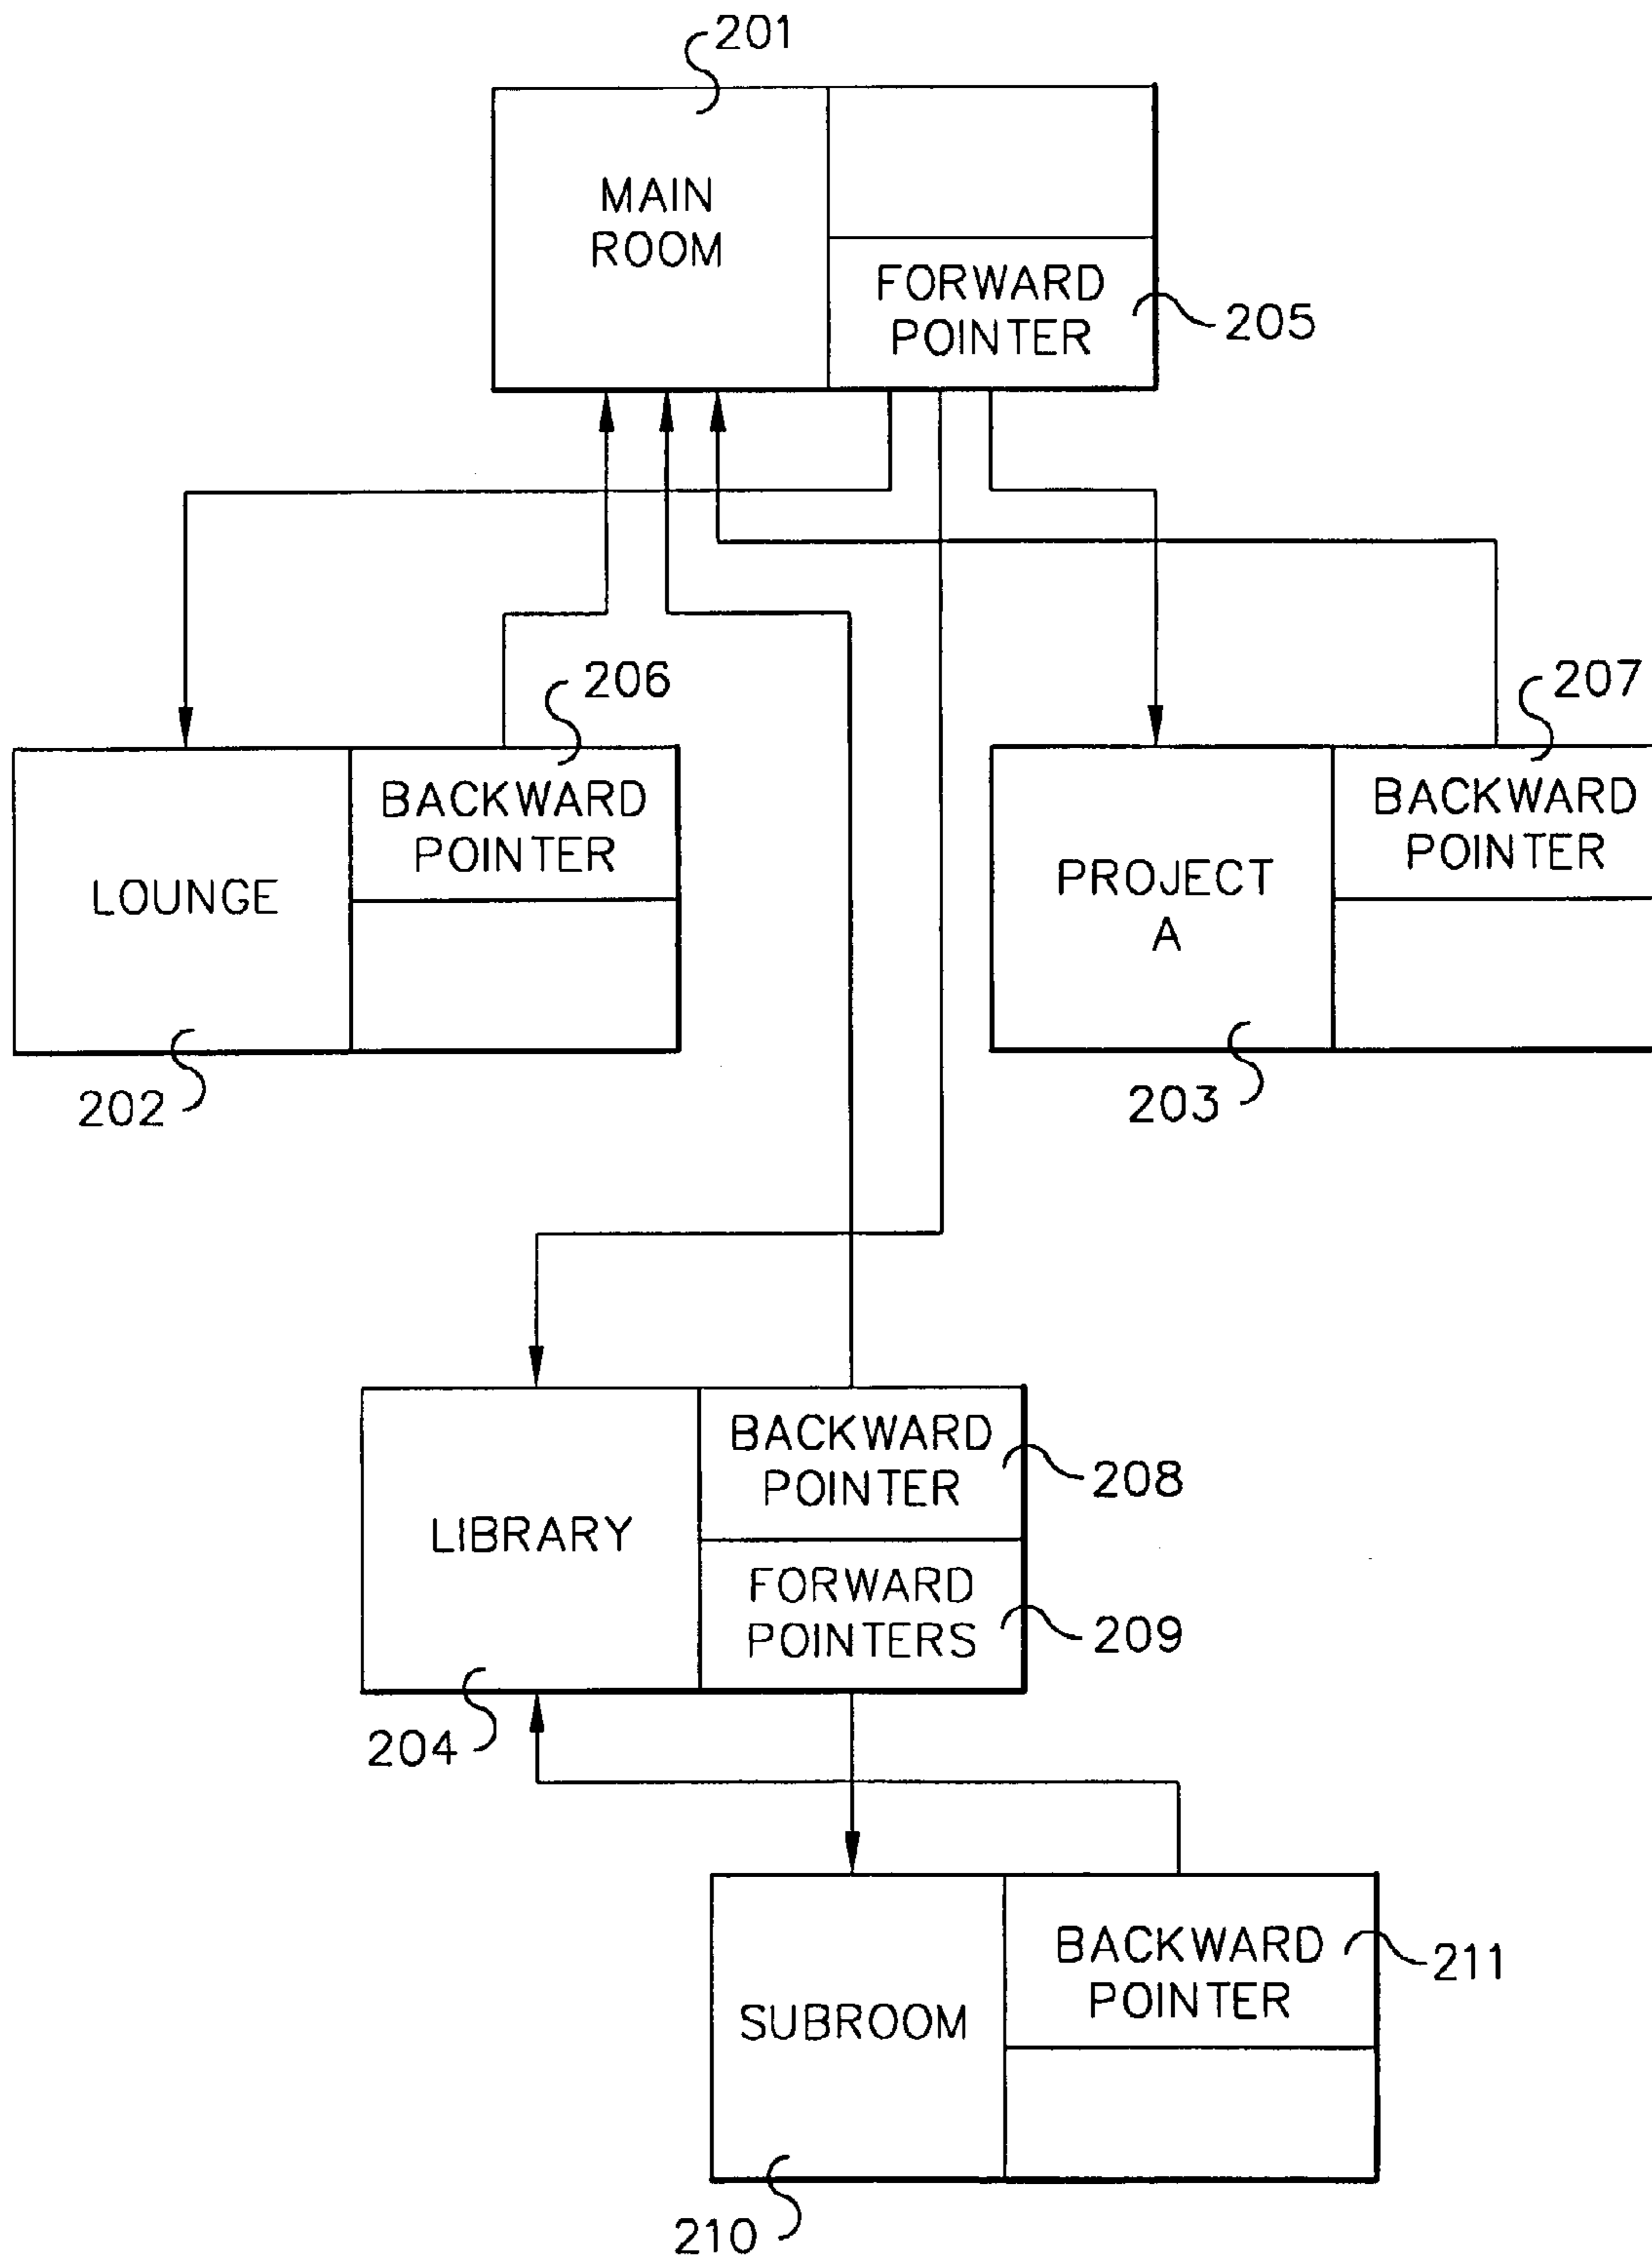 201
MAIN
ROOM
FORWARD
POINTER
205
206
207
LOUNGE
BACKWARD
POINTER
PROJECT
A
BACKWARD
POINTER
202
203
LIBRARY
BACKWARD
POINTER
208
FORWARD
POINTERS
209
204
SUBROOM
BACKWARD
POINTER
211
210